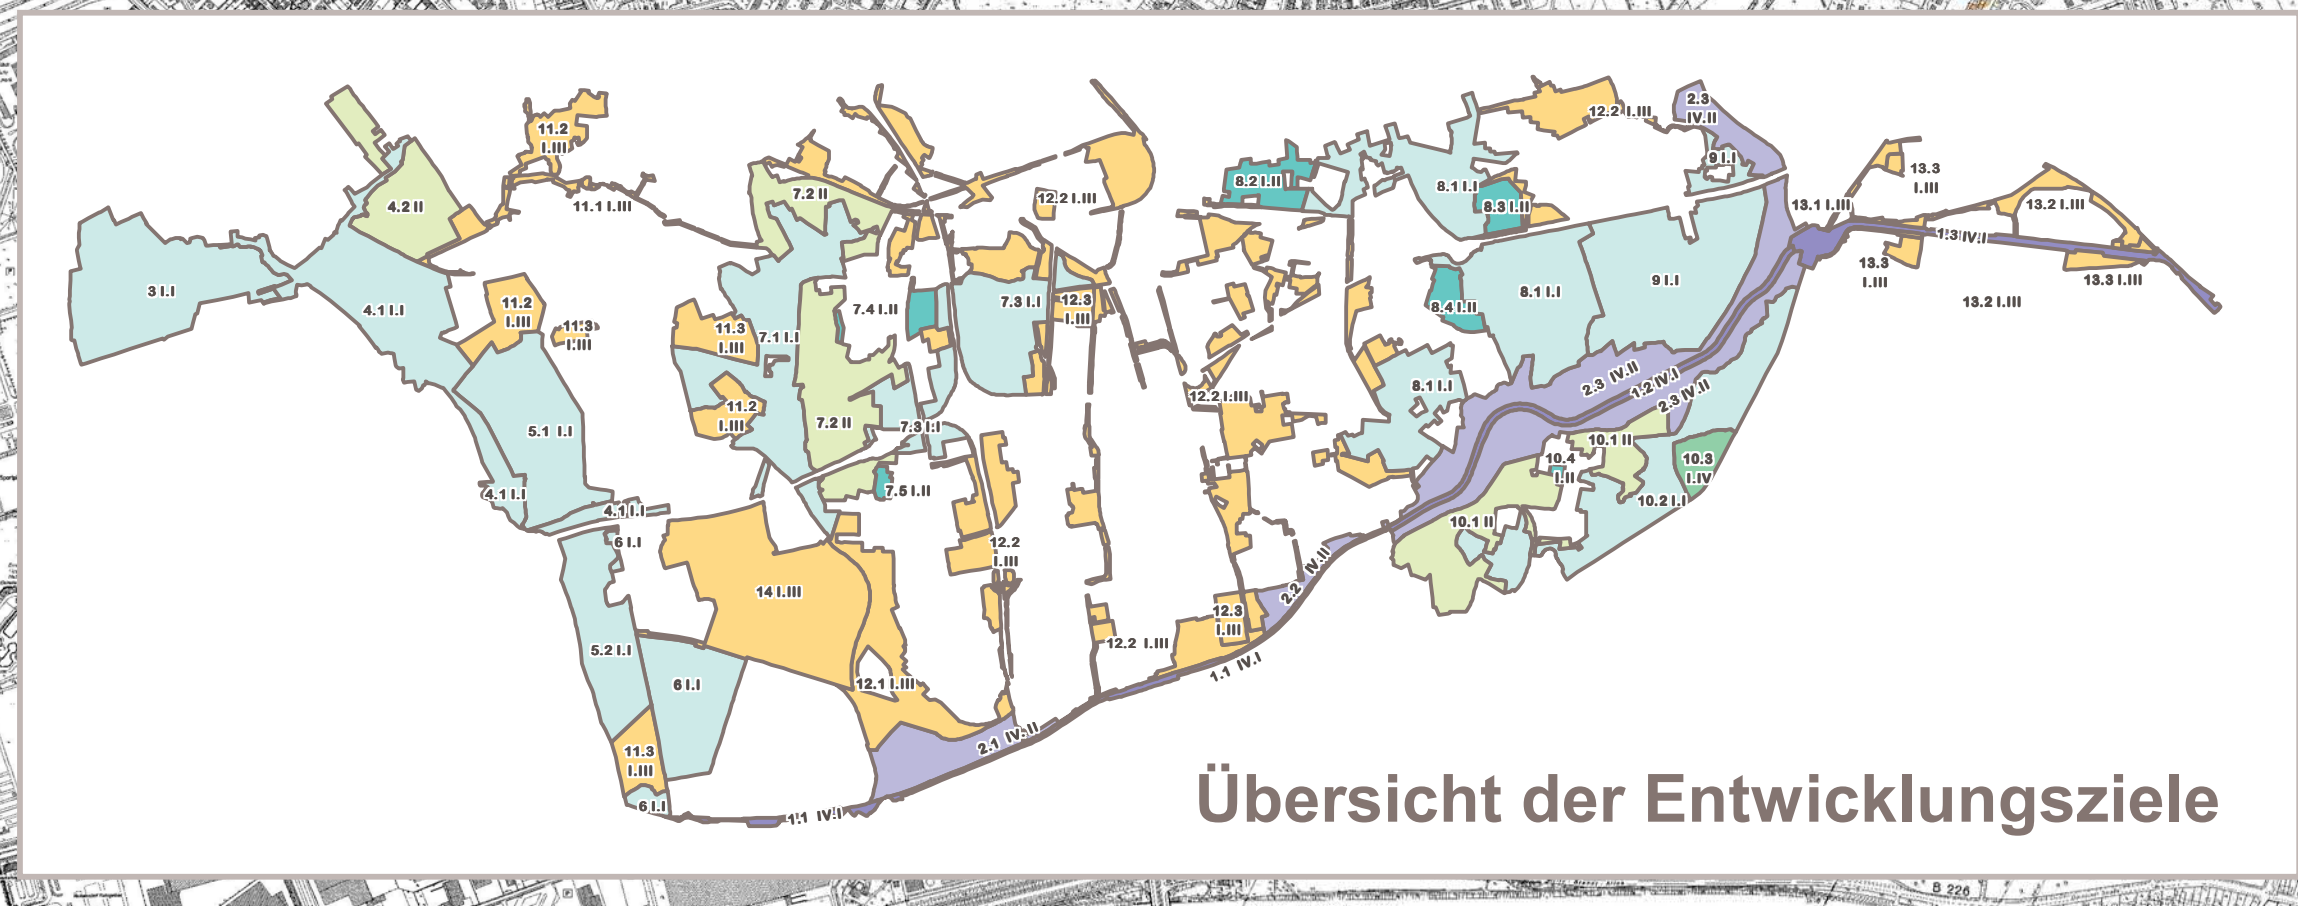 2.3
IV.II
12.2 I.III
11.2
I.III
9 I.I
13.3
I.III
7.2 II
8.2 I.II
8.1 I.I
12.2 I.III
11.1 I.III
4.2 II
8.3 I.II
13.1 I.III
13.2 I.III
1.3 IV.I
13.3
I.III
13.3 I.III
3 I.I
9 I.I
8.1 I.I
13.2 I.III
4.1 I.I
11.2
I.III
7.4 I.II
7.3 I.I
12.3
I.III
8.4 I.II
11.3
I.III
11.3
I.III
7.1 I.I
2.3 IV.II
1.2 IV.I
2.3 IV.II
8.1 I.I
12.2 I.III
11.2
I.III
7.2 II
7.3 I.I
5.1 I.I
10.1 II
10.4
I.II
10.3
I.IV
4.1 I.I
7.5 I.II
10.2 I.I
4.1 I.I
10.1 II
6 I.I
12.2
I.III
2.2 IV.II
14 I.III
12.3
I.III
5.2 I.I
12.2 I.III
1.1 IV.I
6 I.I
12.1 I.III
2.1 IV. II
11.3
I.III
6 I.I
1.1 IV.I
Übersicht der Entwicklungsziele
B 226